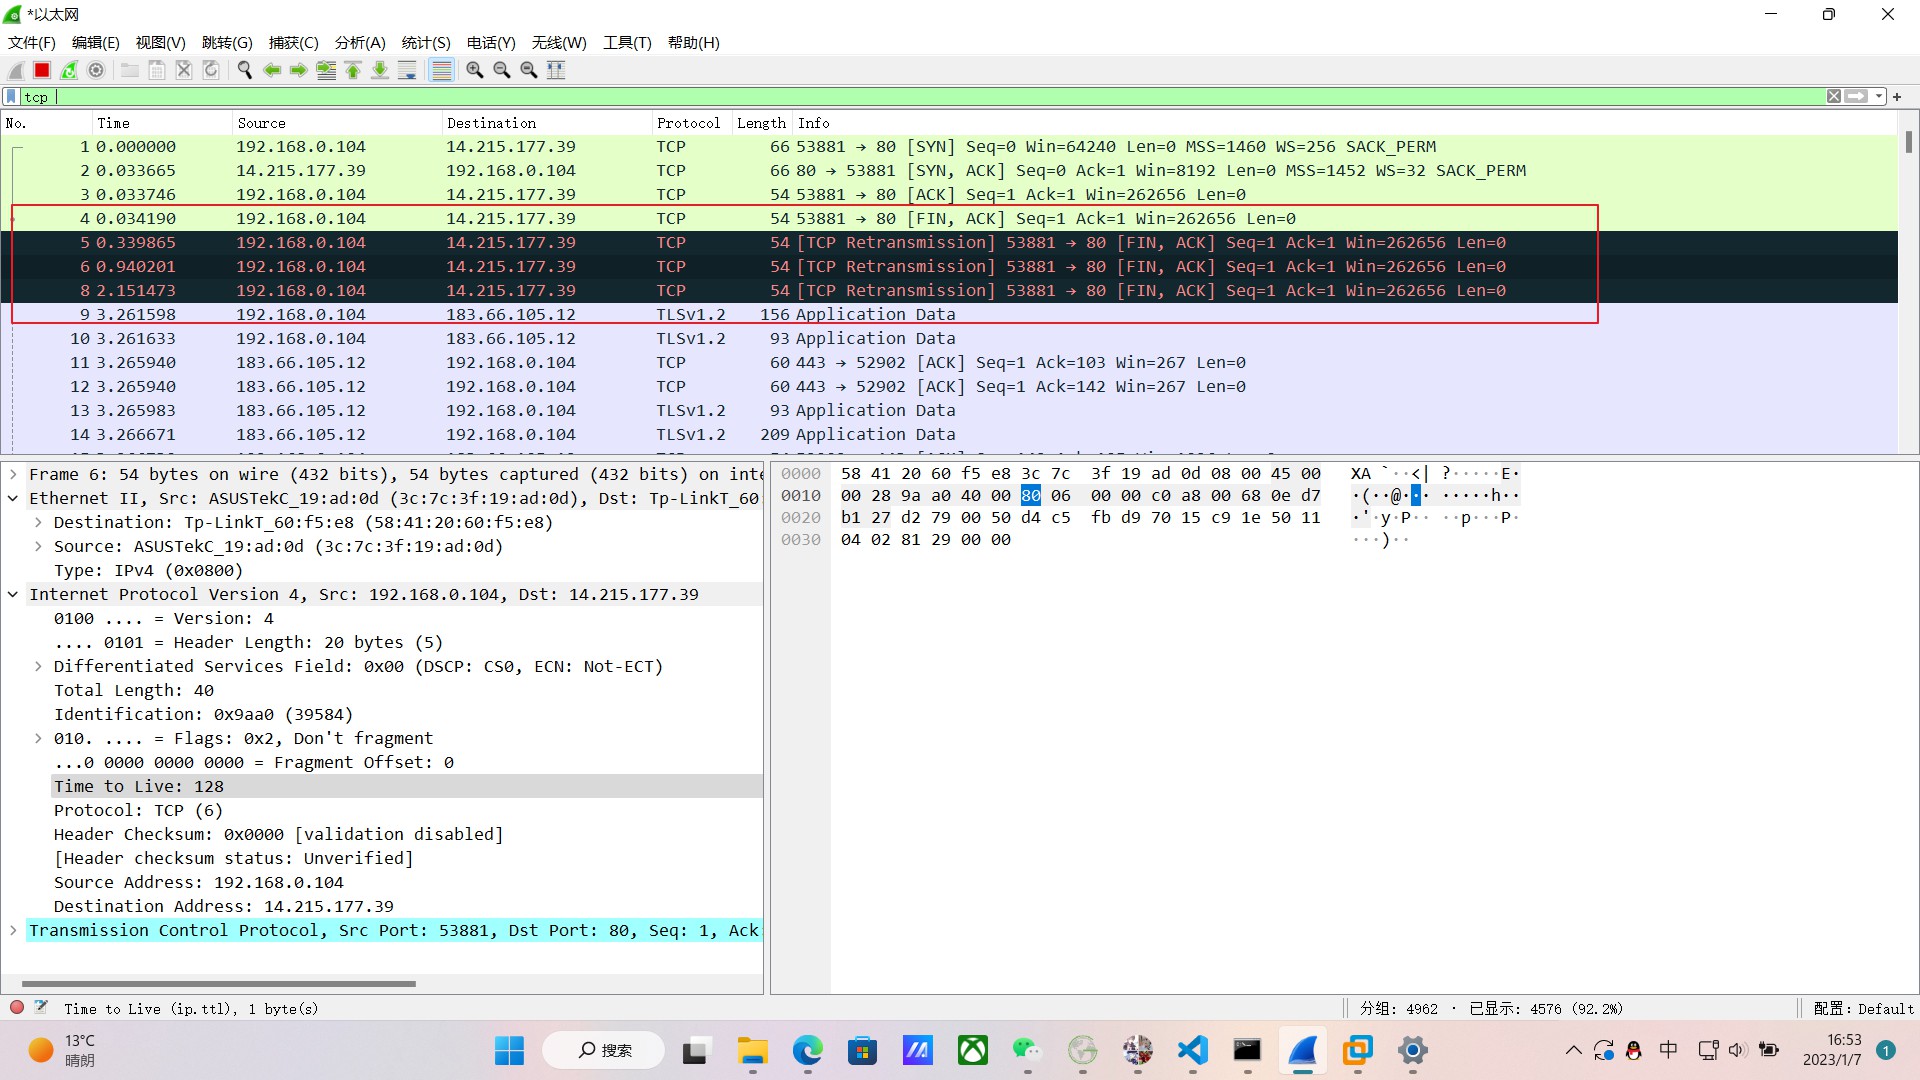 *以太网
文件(F) 编辑(E) 视图(V) 跳转(G) 捕获(C) 分析(A) 统计(S) 电话(Y) 无线(W) 工具(T) 帮助(H)
tcp
No. Time Source Destination Protocol Length Info
1 0.000000 192.168.0.104 14.215.177.39 TCP 66 53881 → 80 [SYN] Seq=0 Win=64240 Len=0 MSS=1460 WS=256 SACK_PERM
2 0.033665 14.215.177.39 192.168.0.104 TCP 66 80 → 53881 [SYN, ACK] Seq=0 Ack=1 Win=8192 Len=0 MSS=1452 WS=32 SACK_PERM
3 0.033746 192.168.0.104 14.215.177.39 TCP 54 53881 → 80 [ACK] Seq=1 Ack=1 Win=262656 Len=0
4 0.034190 192.168.0.104 14.215.177.39 TCP 54 53881 → 80 [FIN, ACK] Seq=1 Ack=1 Win=262656 Len=0
5 0.339865 192.168.0.104 14.215.177.39 TCP 54 [TCP Retransmission] 53881 → 80 [FIN, ACK] Seq=1 Ack=1 Win=262656 Len=0
6 0.940201 192.168.0.104 14.215.177.39 TCP 54 [TCP Retransmission] 53881 → 80 [FIN, ACK] Seq=1 Ack=1 Win=262656 Len=0
8 2.151473 192.168.0.104 14.215.177.39 TCP 54 [TCP Retransmission] 53881 → 80 [FIN, ACK] Seq=1 Ack=1 Win=262656 Len=0
9 3.261598 192.168.0.104 183.66.105.12 TLSv1.2 156 Application Data
10 3.261633 192.168.0.104 183.66.105.12 TLSv1.2 93 Application Data
11 3.265940 183.66.105.12 192.168.0.104 TCP 60 443 → 52902 [ACK] Seq=1 Ack=103 Win=267 Len=0
12 3.265940 183.66.105.12 192.168.0.104 TCP 60 443 → 52902 [ACK] Seq=1 Ack=142 Win=267 Len=0
13 3.265983 183.66.105.12 192.168.0.104 TLSv1.2 93 Application Data
14 3.266671 183.66.105.12 192.168.0.104 TLSv1.2 209 Application Data
Frame 6: 54 bytes on wire (432 bits), 54 bytes captured (432 bits) on inte
Ethernet II, Src: ASUSTekC_19:ad:0d (3c:7c:3f:19:ad:0d), Dst: Tp-LinkT_60:
Destination: Tp-LinkT_60:f5:e8 (58:41:20:60:f5:e8)
Source: ASUSTekC_19:ad:0d (3c:7c:3f:19:ad:0d)
Type: IPv4 (0x0800)
Internet Protocol Version 4, Src: 192.168.0.104, Dst: 14.215.177.39
0100 .... = Version: 4
.... 0101 = Header Length: 20 bytes (5)
Differentiated Services Field: 0x00 (DSCP: CS0, ECN: Not-ECT)
Total Length: 40
Identification: 0x9aa0 (39584)
010. .... = Flags: 0x2, Don't fragment
...0 0000 0000 0000 = Fragment Offset: 0
Time to Live: 128
Protocol: TCP (6)
Header Checksum: 0x0000 [validation disabled]
[Header checksum status: Unverified]
Source Address: 192.168.0.104
Destination Address: 14.215.177.39
Transmission Control Protocol, Src Port: 53881, Dst Port: 80, Seq: 1, Ack:
0000 58 41 20 60 f5 e8 3c 7c 3f 19 ad 0d 08 00 45 00 XA `··<| ?·····E·
0010 00 28 9a a0 40 00 80 06 00 00 c0 a8 00 68 0e d7 ·(··@··· ·····h··
0020 b1 27 d2 79 00 50 d4 c5 fb d9 70 15 c9 1e 50 11 ·'·y·P·· ··p···P·
0030 04 02 81 29 00 00 ···)··
Time to Live (ip.ttl), 1 byte(s)
分组: 4962 · 已显示: 4576 (92.2%)
配置: Default
13°C
晴朗
搜索
中
16:53
2023/1/7
1